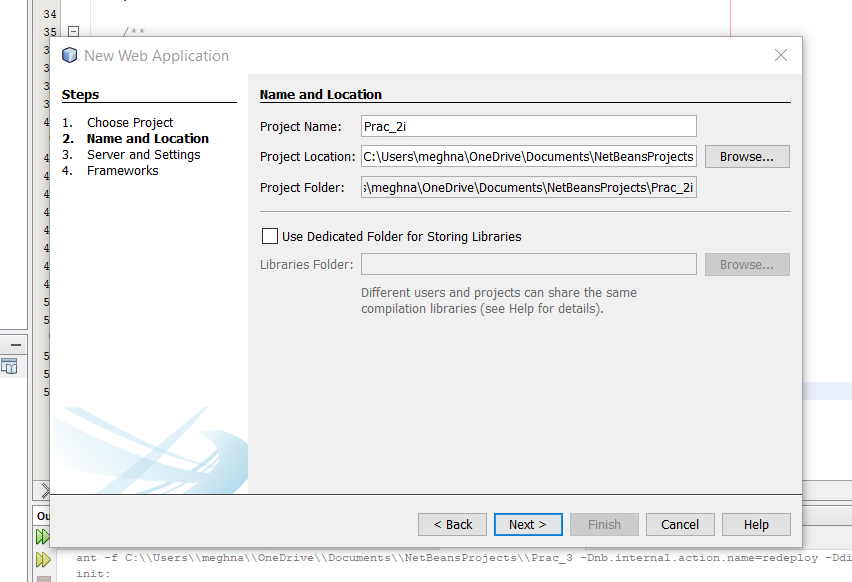 34
35
/**
New Web Application
Steps
1. Choose Project
2. Name and Location
3. Server and Settings
4. Frameworks
Name and Location
Project Name: Prac_2i
Project Location: C:\Users\meghna\OneDrive\Documents\NetBeansProjects Browse...
Project Folder: \meghna\OneDrive\Documents\NetBeansProjects\Prac_2i
Use Dedicated Folder for Storing Libraries
Libraries Folder: Browse...
Different users and projects can share the same
compilation libraries (see Help for details).
< Back Next > Finish Cancel Help
ant -f C:\\Users\\meghna\\OneDrive\\Documents\\NetBeansProjects\\Prac_3 -Dnb.internal.action.name=redeploy -Ddi
init: